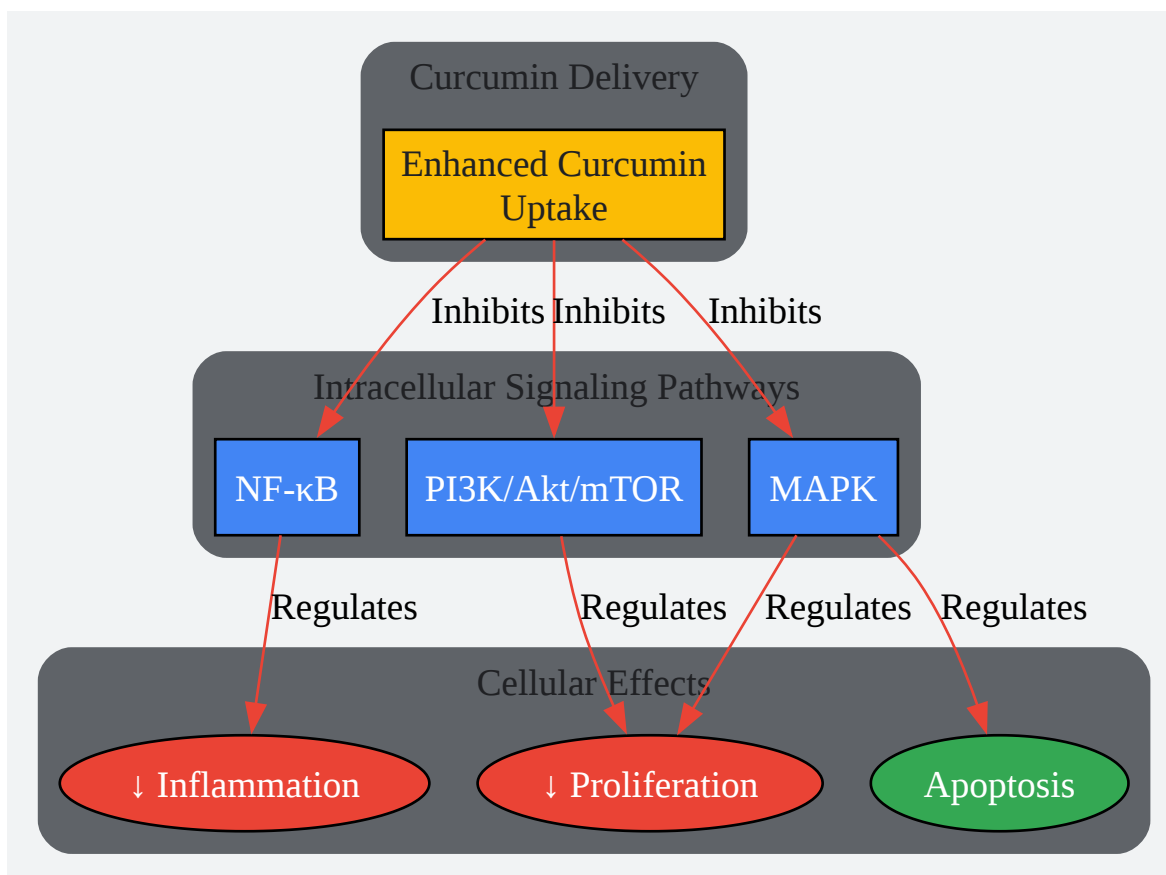 Curcumin Delivery
Enhanced Curcumin
Uptake
Inhibits
Inhibits
Inhibits
Intracellular Signaling Pathways
NF-κB
PI3K/Akt/mTOR
MAPK
Regulates
Regulates
Regulates
Regulates
Cellular Effects
↓ Inflammation
↓ Proliferation
Apoptosis